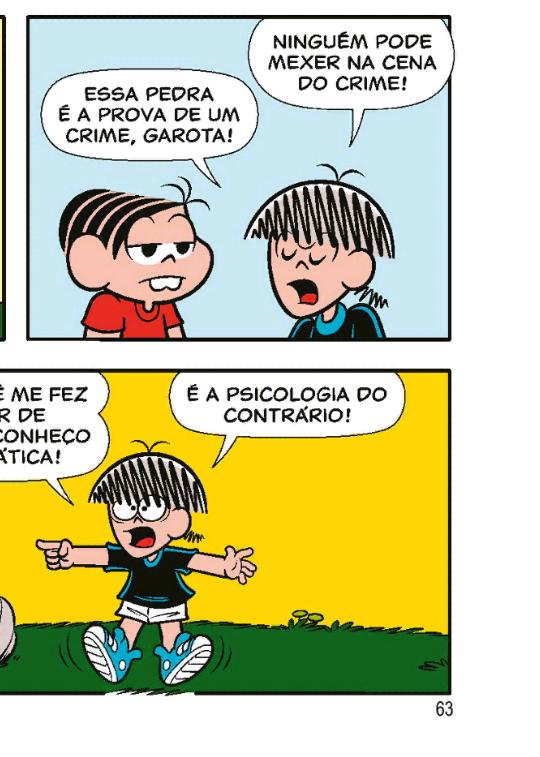 ESSA PEDRA
É A PROVA DE UM
CRIME, GAROTA!
NINGUÉM PODE
MEXER NA CENA
DO CRIME!
ME FEZ
DE
CONHEÇO
É A PSICOLOGIA DO
CONTRÁRIO!
63